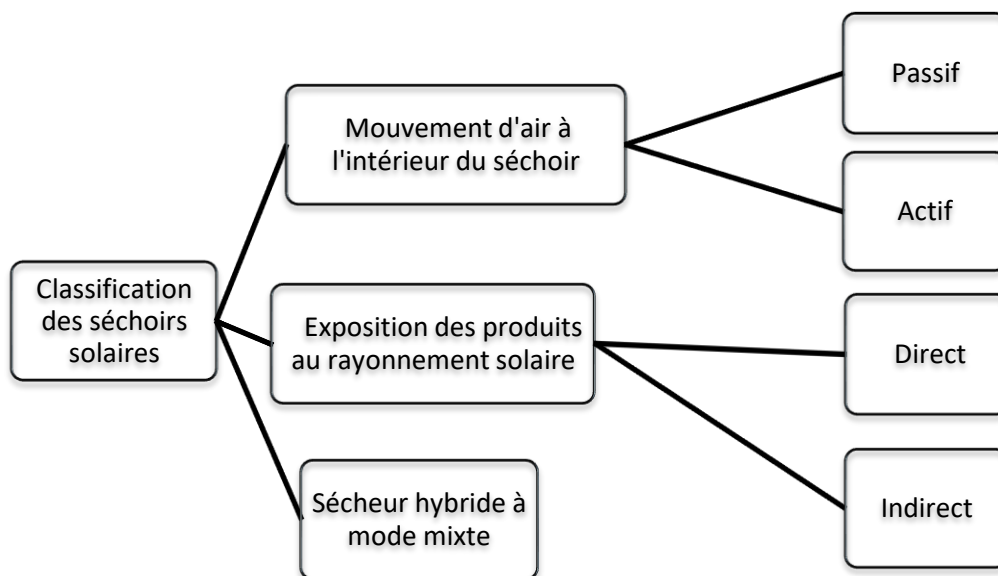 Classification
des séchoirs
solaires
Mouvement d'air à
l'intérieur du séchoir
Passif
Actif
Exposition des produits
au rayonnement solaire
Direct
Indirect
Sécheur hybride à
mode mixte